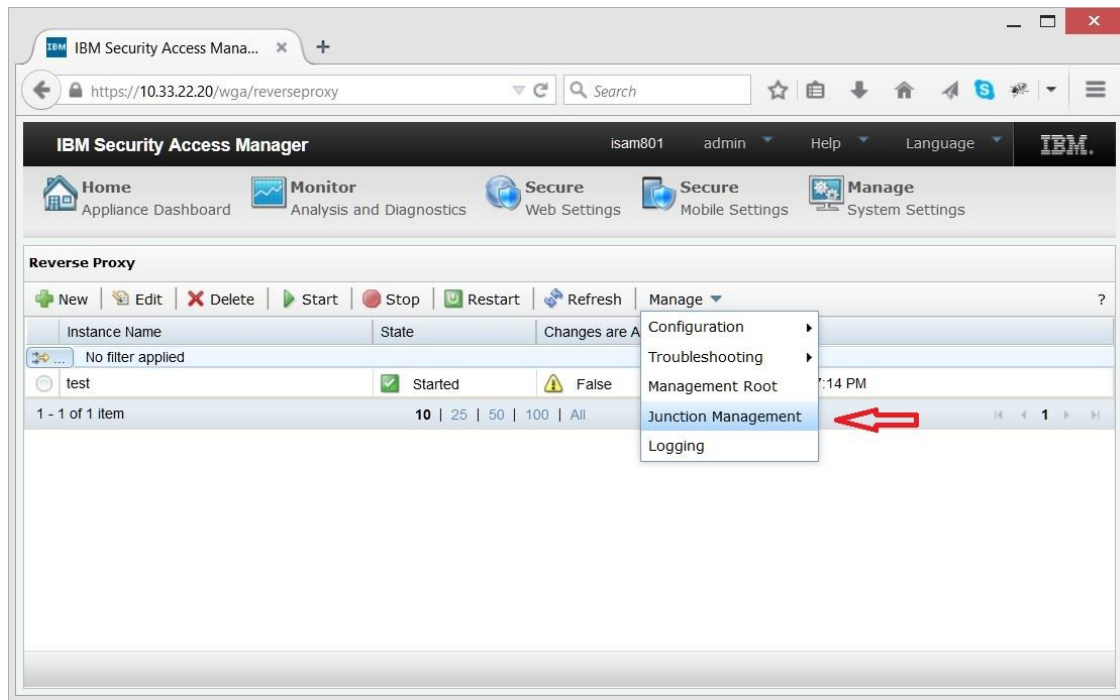 IBM IBM Security Access Mana... × +
https://10.33.22.20/wga/reverseproxy Search
IBM Security Access Manager isam801 admin Help Language IBM.
Home
Appliance Dashboard
Monitor
Analysis and Diagnostics
Secure
Web Settings
Secure
Mobile Settings
Manage
System Settings
Reverse Proxy
New | Edit | Delete | Start | Stop | Restart | Refresh | Manage ?
Instance Name State Changes are A
... No filter applied
test Started False 7:14 PM
1 - 1 of 1 item 10 | 25 | 50 | 100 | All 1
Configuration
Troubleshooting
Management Root
Junction Management
Logging